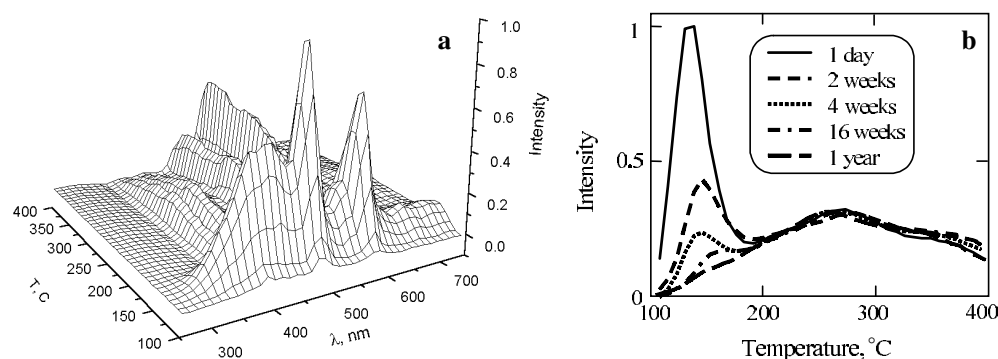 a
1.0
0.8
0.6
0.4
0.2
0.0
Intensity
400
350
300
250
200
150
100
T, C
300
400
500
600
700
λ, nm
b
1
0.5
0
Intensity
1 day
2 weeks
4 weeks
16 weeks
1 year
100 200 300 400
Temperature, °C